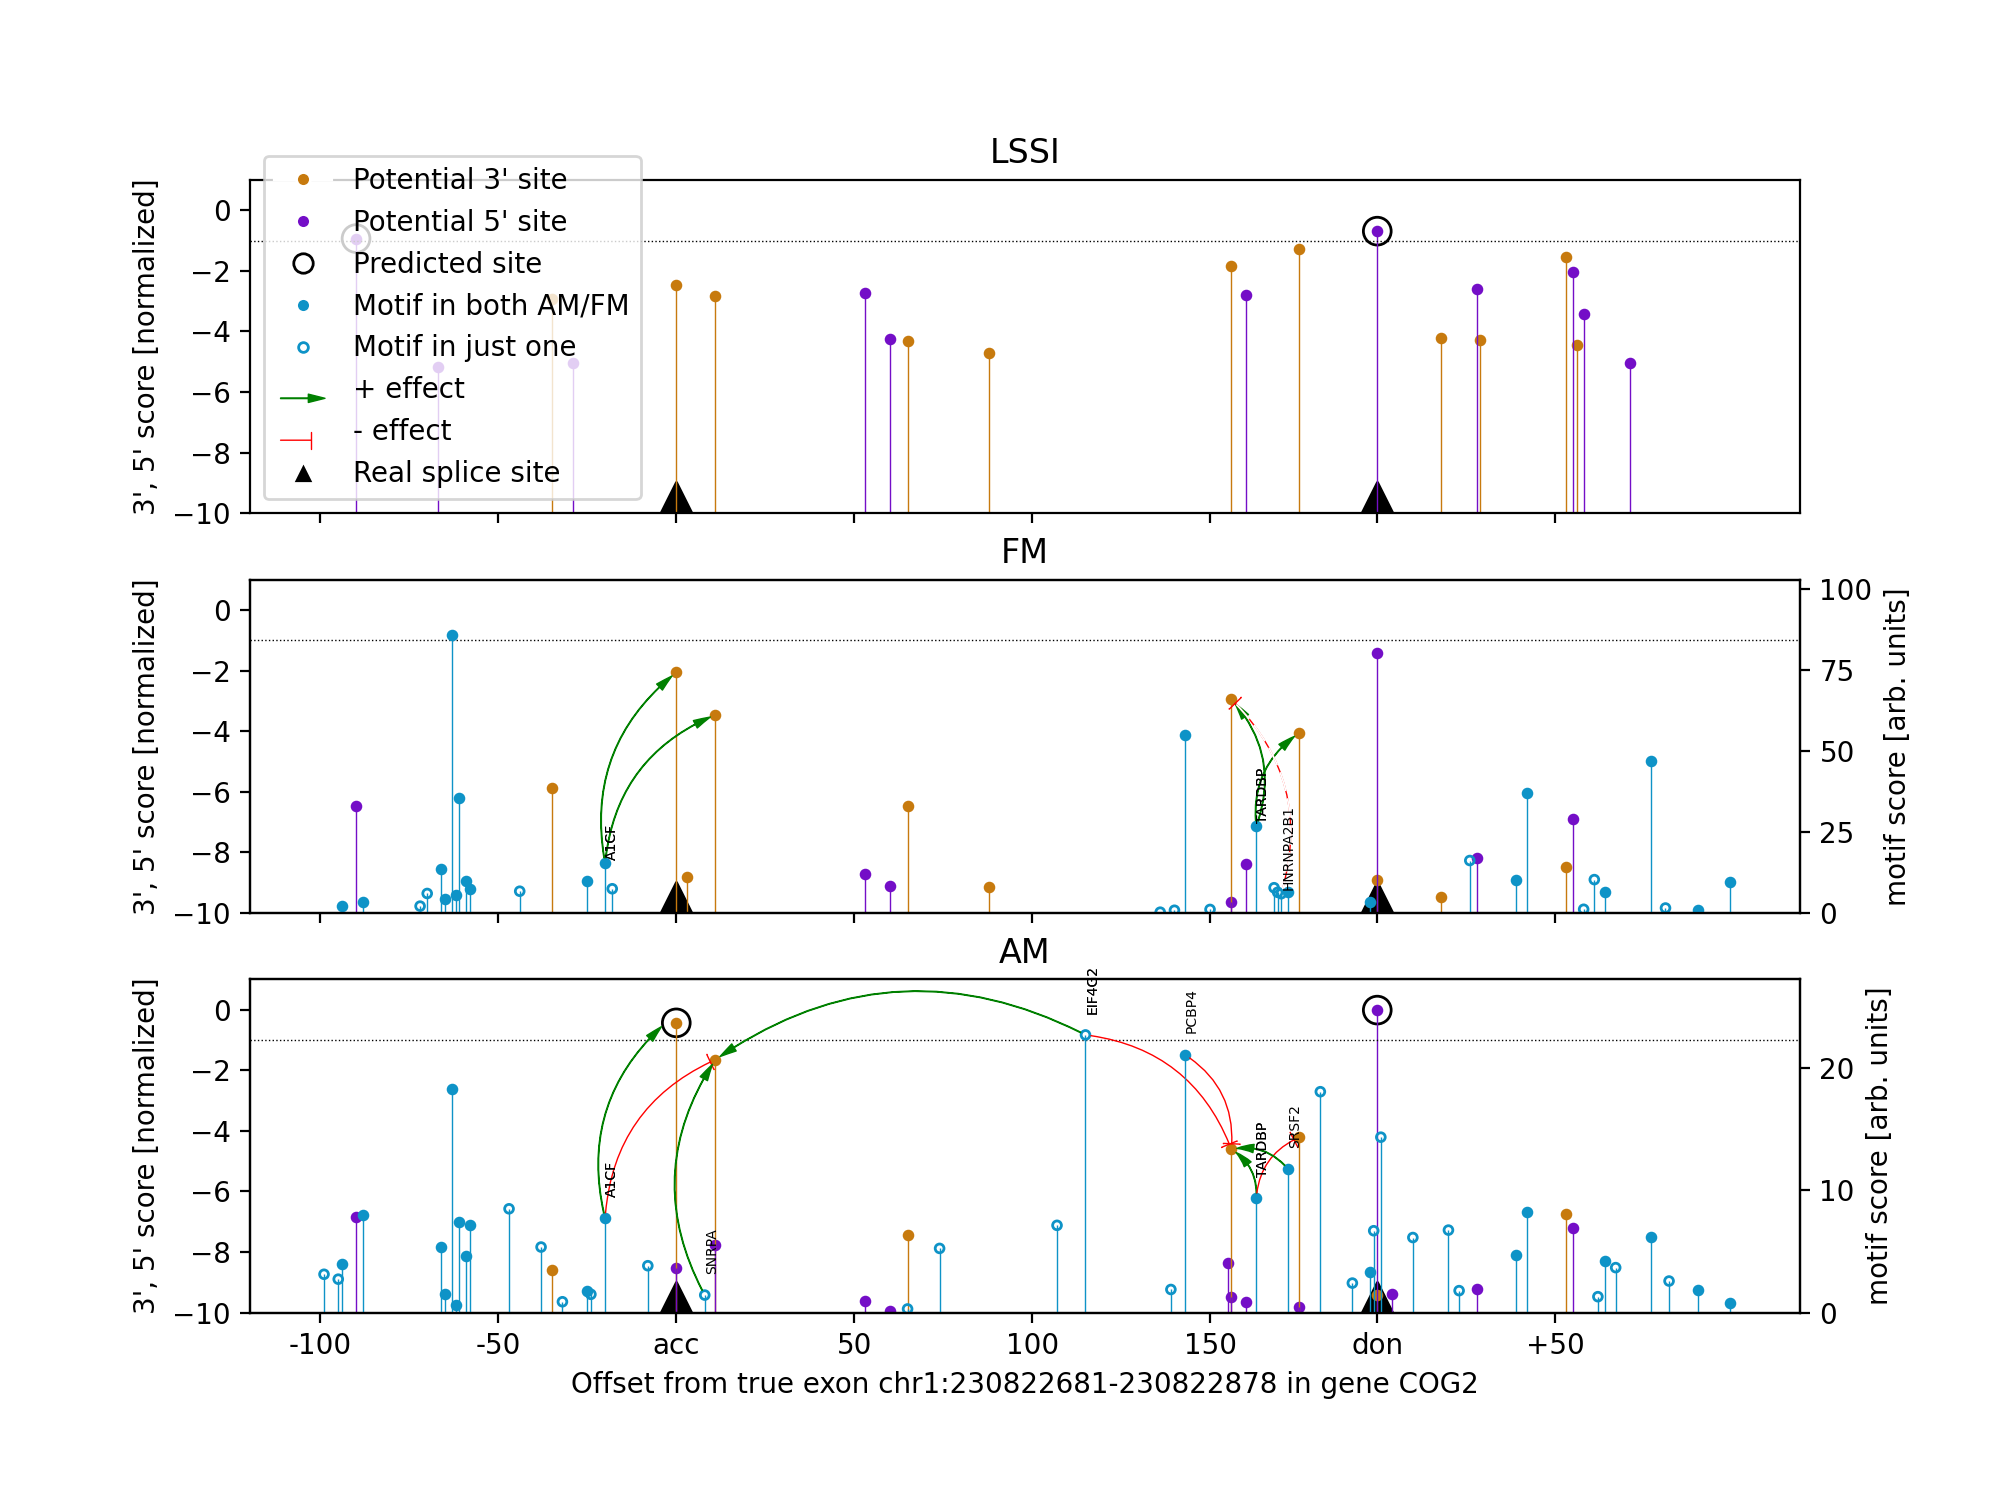 LSSI
3', 5' score [normalized]
0
−2
−4
−6
−8
−10
Potential 3' site
Potential 5' site
Predicted site
Motif in both AM/FM
Motif in just one
+ effect
- effect
Real splice site
FM
3', 5' score [normalized]
0
−2
−4
−6
−8
−10
A1CF
TARDBP
HNRNPA2B1
100
75
50
25
0
motif score [arb. units]
AM
3', 5' score [normalized]
0
−2
−4
−6
−8
−10
A1CF
SNRPA
EIF4G2
PCBP4
TARDBP
SRSF2
20
10
0
motif score [arb. units]
-100
-50
acc
50
100
150
don
+50
Offset from true exon chr1:230822681-230822878 in gene COG2